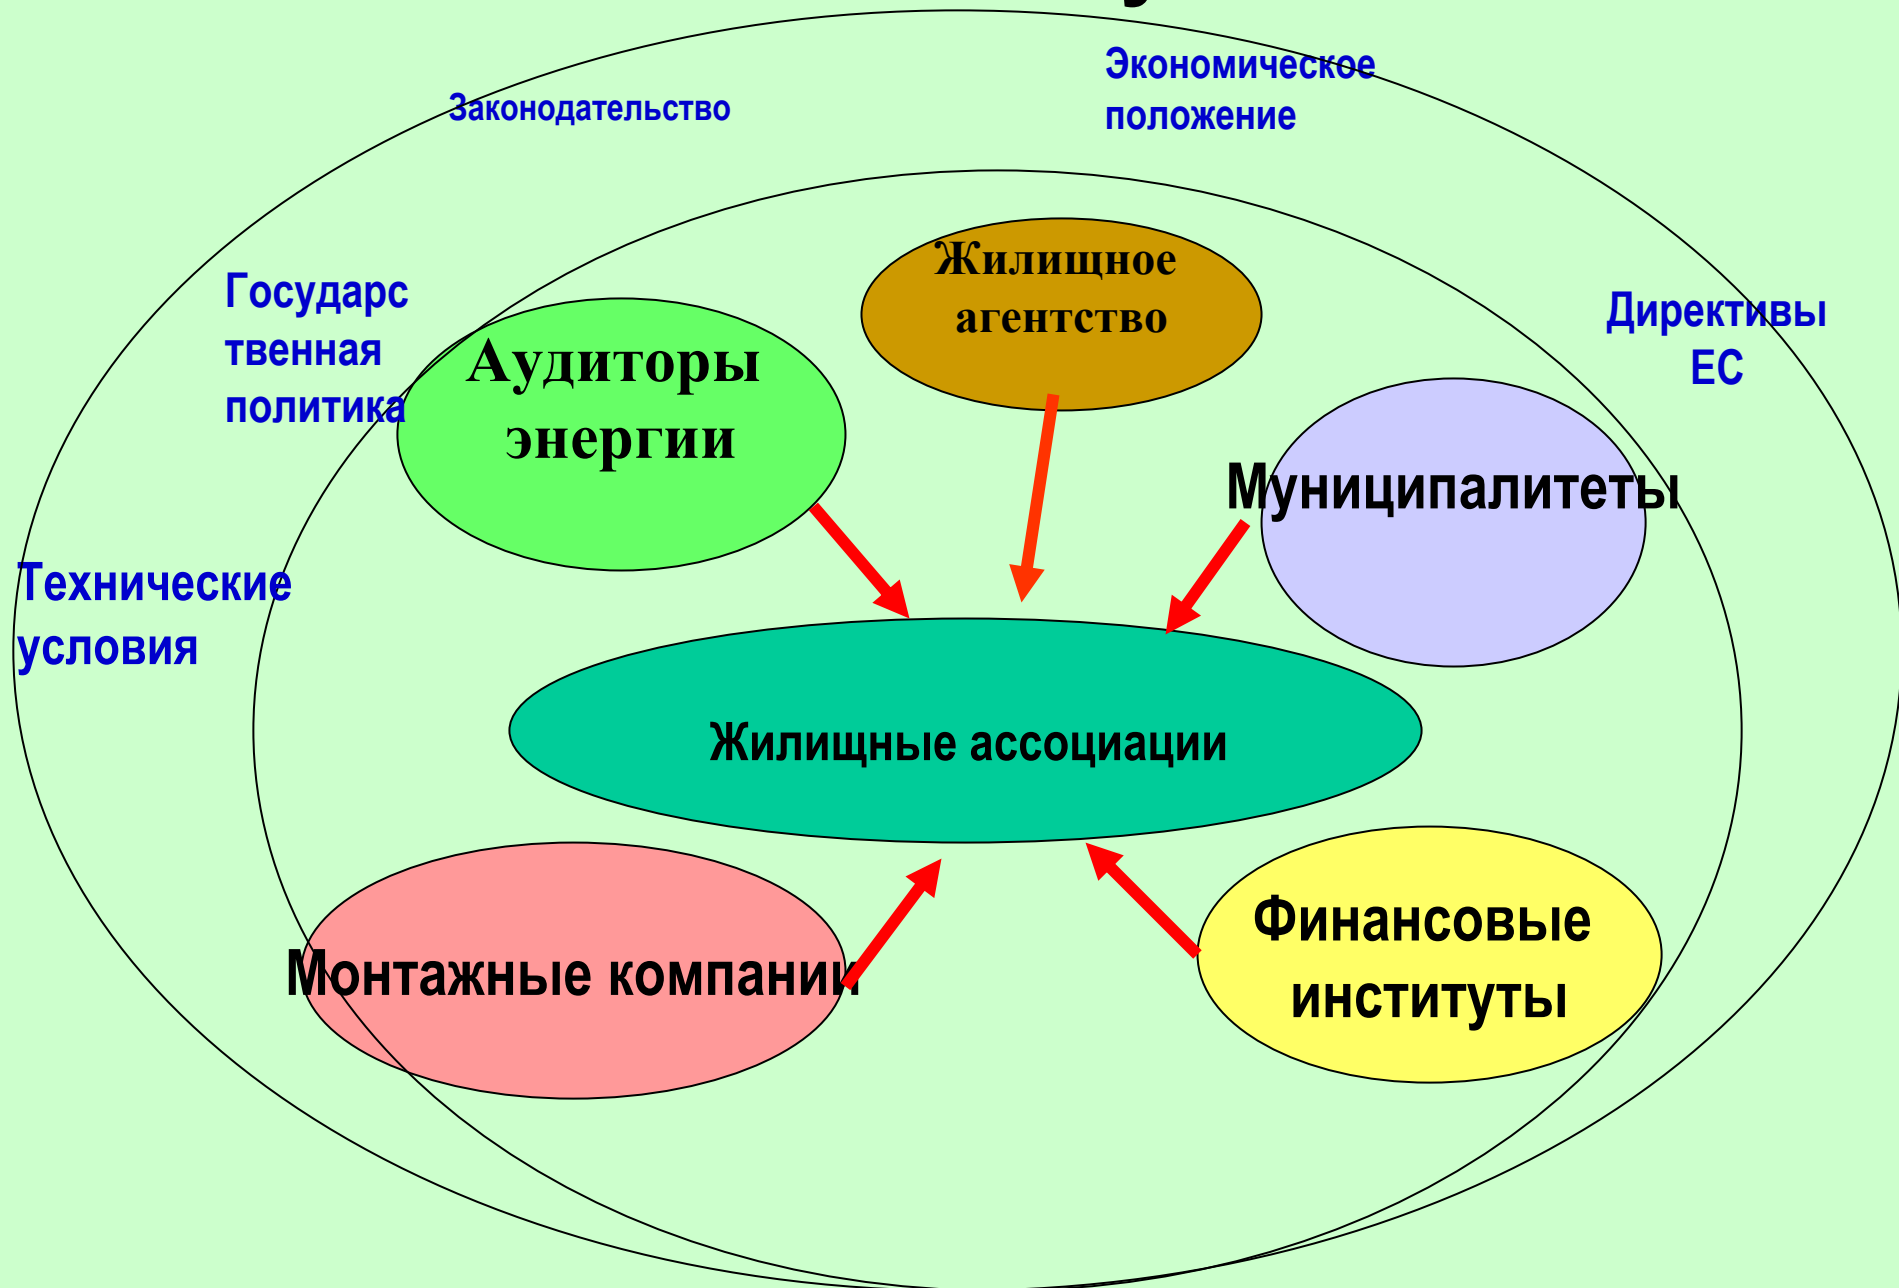 Экономическое
положение
Законодательство
Жилищное
агентство
Государс
твенная
политика
Директивы
ЕС
Аудиторы
энергии
Муниципалитеты
Технические
условия
Жилищные ассоциации
Финансовые
институты
Монтажные компании